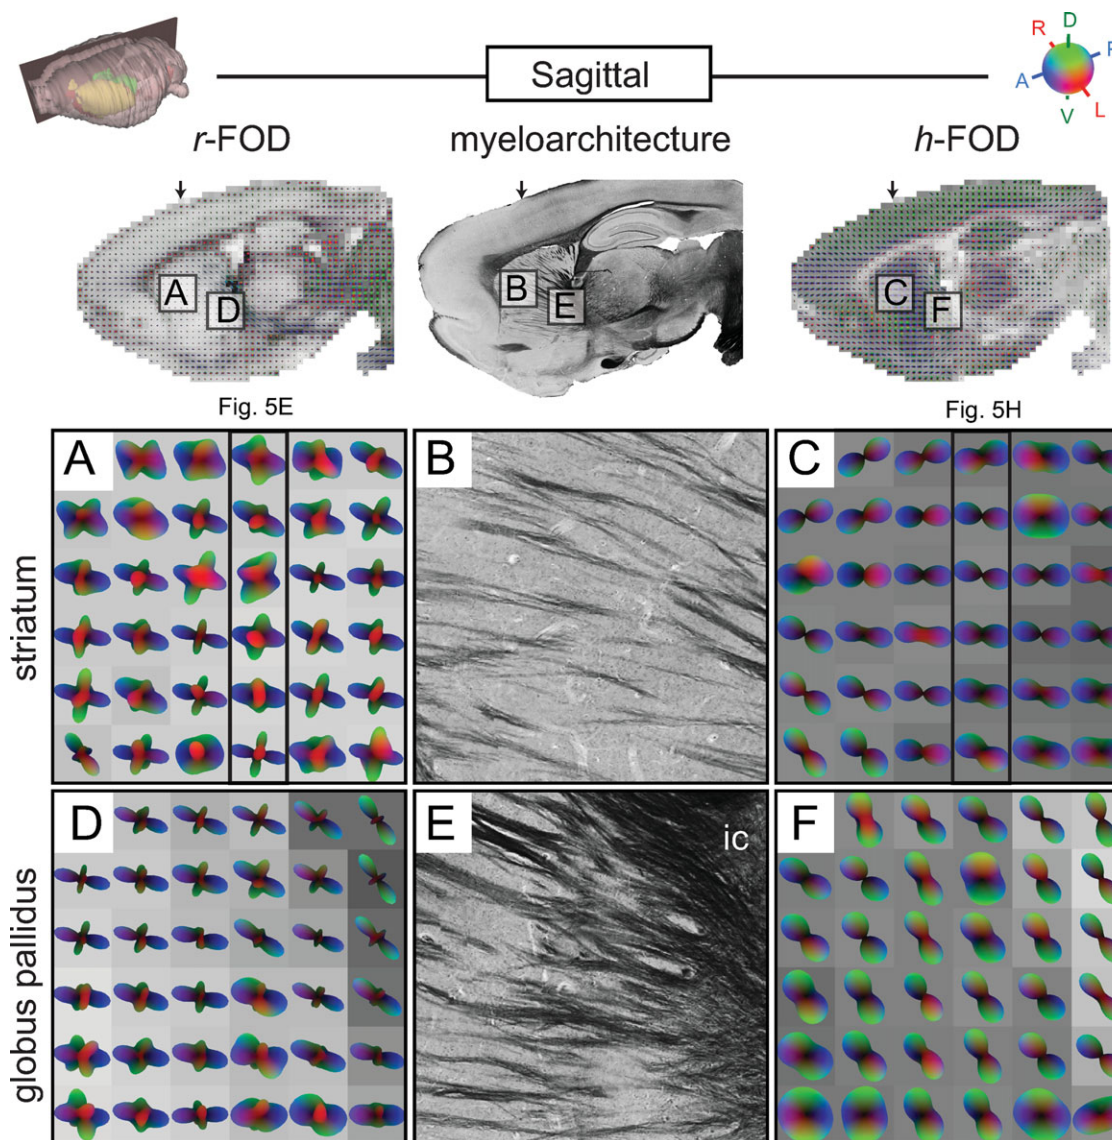 Sagittal
R
D
P
A
V
L
r-FOD
myeloarchitecture
h-FOD
A
D
B
E
C
F
Fig. 5E
Fig. 5H
striatum
A
B
C
globus pallidus
D
E
ic
F